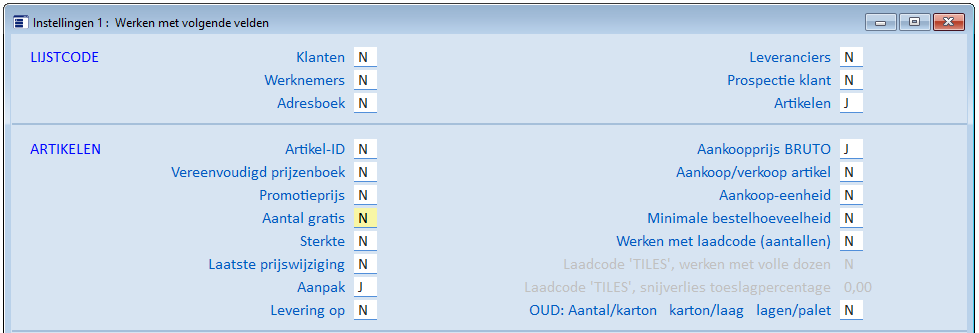 Instellingen 1 : Werken met volgende velden
LIJSTCODE Klanten N Leveranciers N
Werknemers N Prospectie klant N
Adresboek N Artikelen J
ARTIKELEN Artikel-ID N Aankoopprijs BRUTO J
Vereenvoudigd prijzenboek N Aankoop/verkoop artikel N
Promotieprijs N Aankoop-eenheid N
Aantal gratis N Minimale bestelhoeveelheid N
Sterkte N Werken met laadcode (aantallen) N
Laatste prijswijziging N Laadcode 'TILES', werken met volle dozen N
Aanpak J Laadcode 'TILES', snijverlies toeslagpercentage 0,00
Levering op N OUD: Aantal/karton karton/laag lagen/palet N